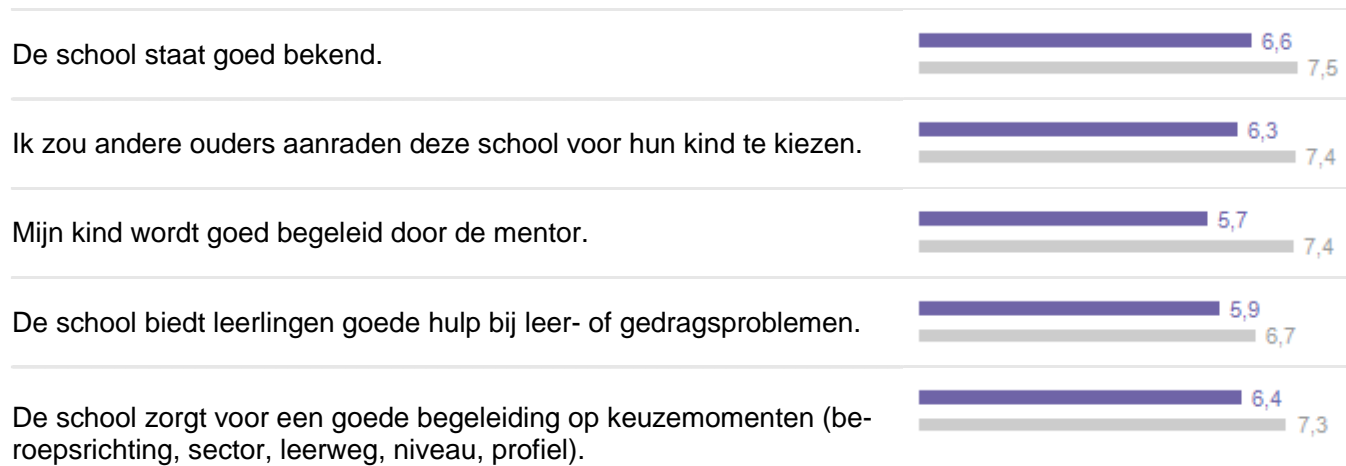 De school staat goed bekend.
6,6
7,5
Ik zou andere ouders aanraden deze school voor hun kind te kiezen.
6,3
7,4
Mijn kind wordt goed begeleid door de mentor.
5,7
7,4
De school biedt leerlingen goede hulp bij leer- of gedragsproblemen.
5,9
6,7
De school zorgt voor een goede begeleiding op keuzemomenten (be-
roepsrichting, sector, leerweg, niveau, profiel).
6,4
7,3